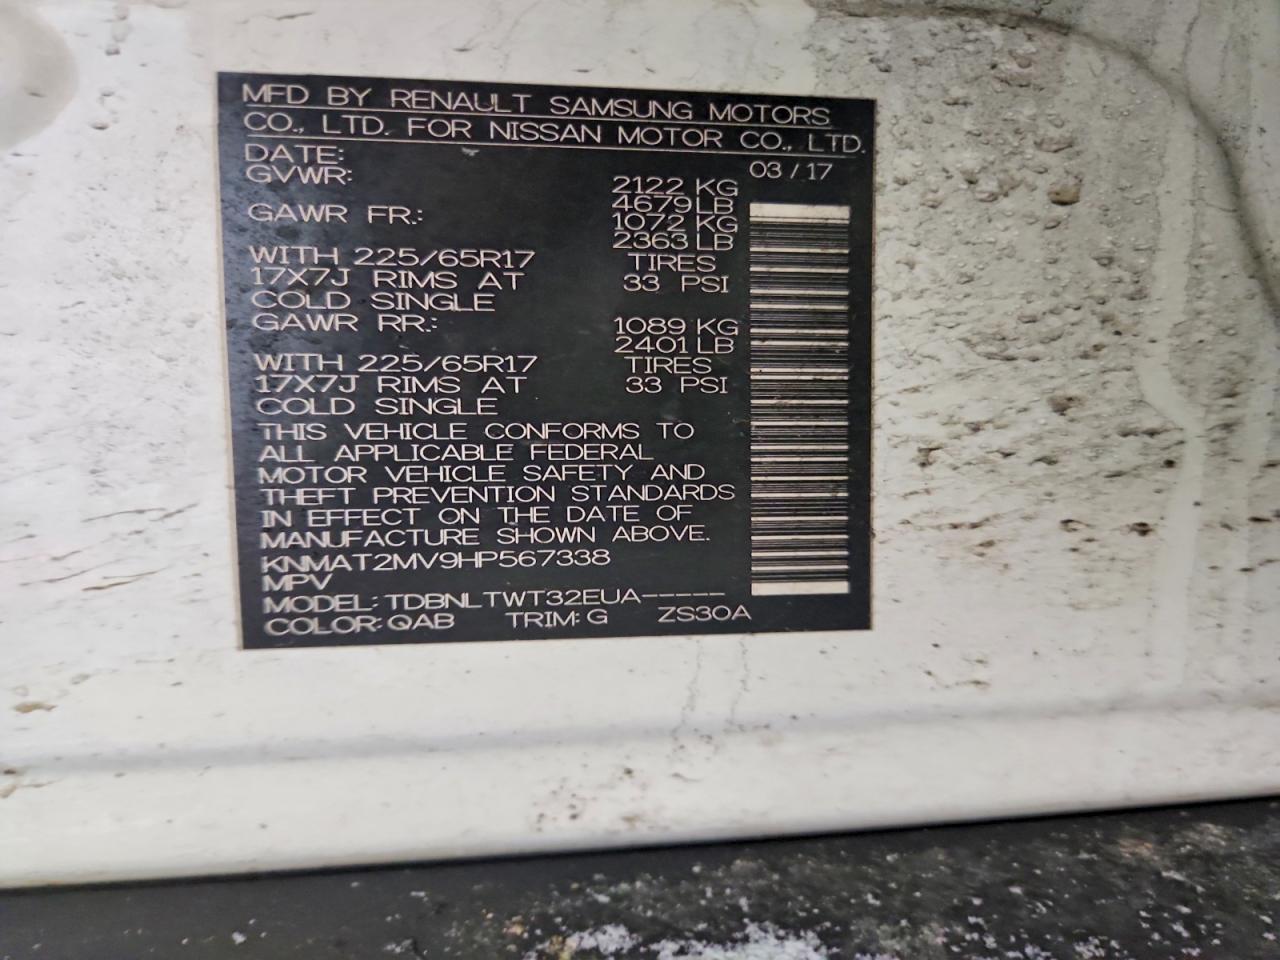 MFD BY RENAULT SAMSUNG MOTORS
CO., LTD. FOR NISSAN MOTOR CO., LTD.
DATE: 03 / 17
GVWR: 2122 KG
4679 LB
GAWR FR.: 1072 KG
2363 LB
WITH 225/65R17 TIRES
17X7J RIMS AT 33 PSI
COLD SINGLE
GAWR RR.: 1089 KG
2401 LB
WITH 225/65R17 TIRES
17X7J RIMS AT 33 PSI
COLD SINGLE
THIS VEHICLE CONFORMS TO
ALL APPLICABLE FEDERAL
MOTOR VEHICLE SAFETY AND
THEFT PREVENTION STANDARDS
IN EFFECT ON THE DATE OF
MANUFACTURE SHOWN ABOVE.
KNMAT2MV9HP567338
MPV
MODEL: TDBNLTWT32EUA-----
COLOR: QAB TRIM: G ZS30A